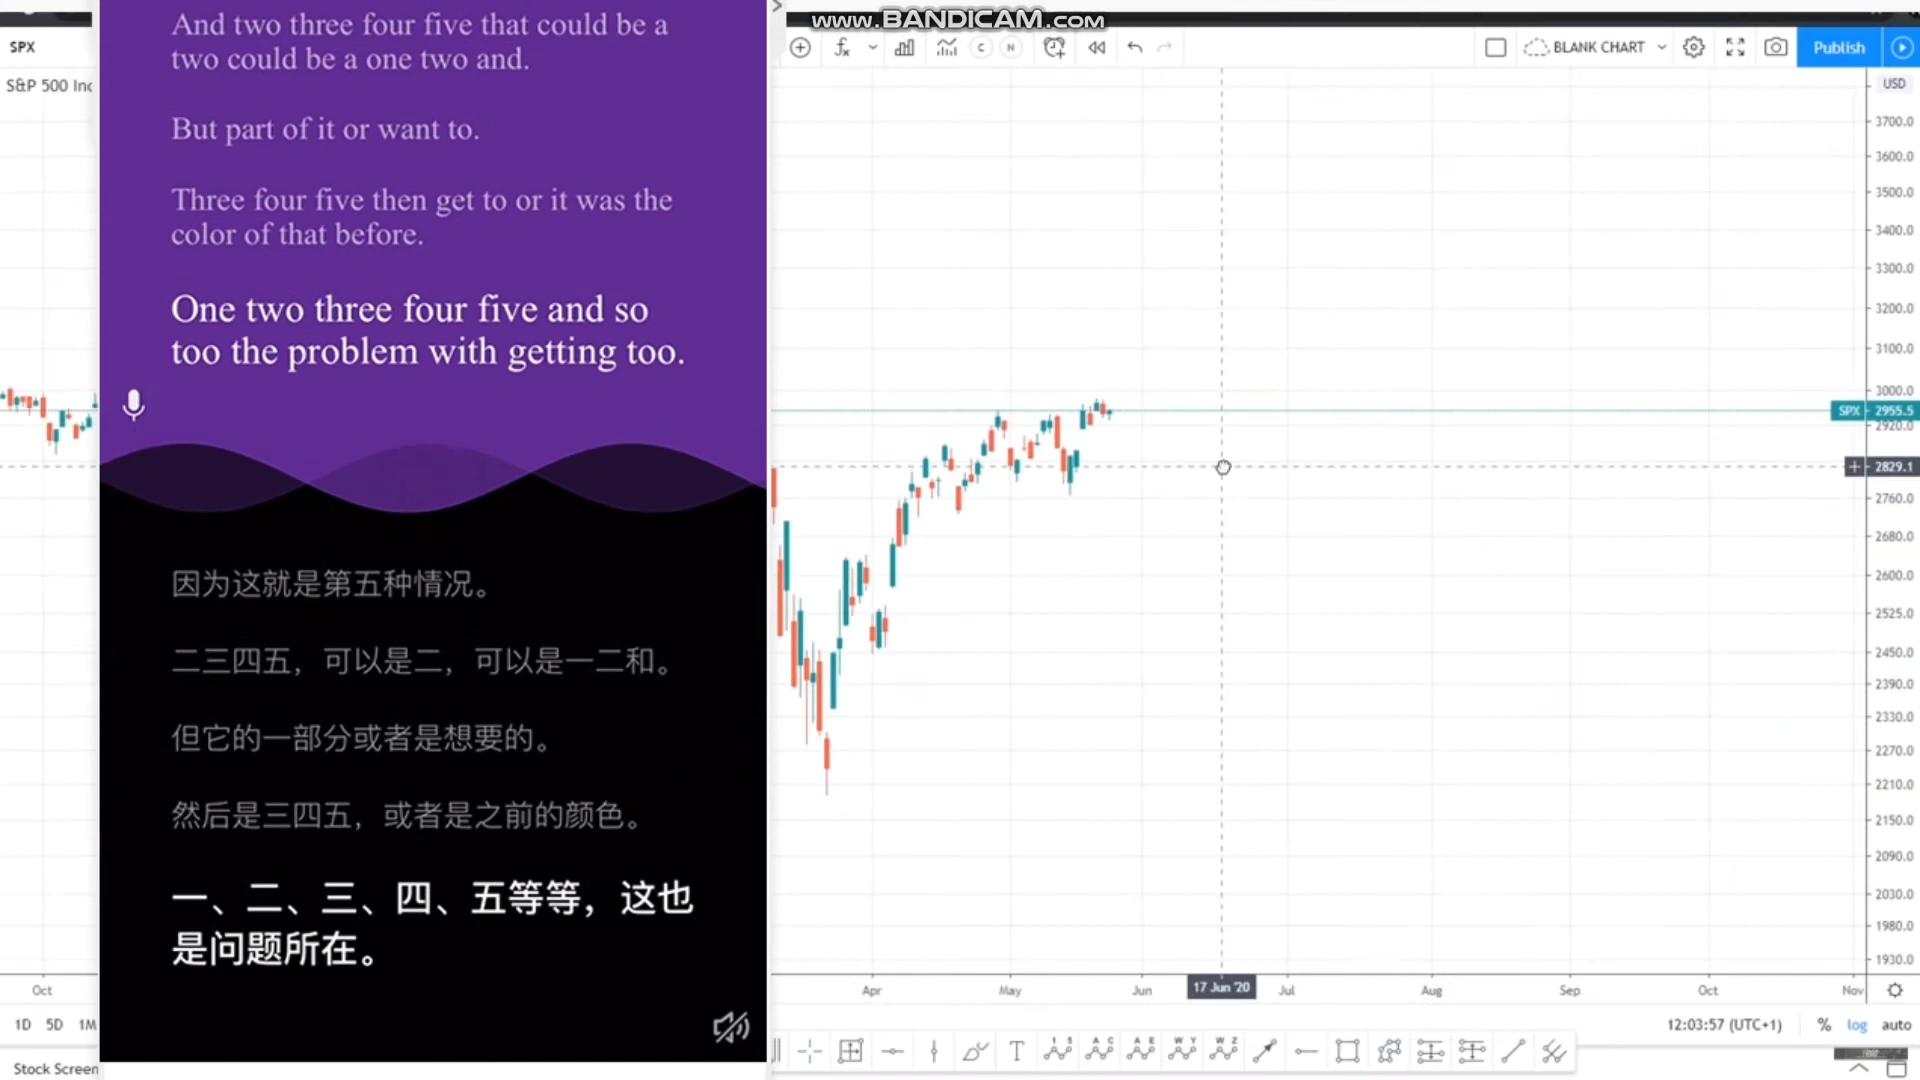 www.BANDICAM.com
SPX
S&P 500 Inc
And two three four five that could be a
two could be a one two and.
But part of it or want to.
Three four five then get to or it was the
color of that before.
One two three four five and so
too the problem with getting too.
因为这就是第五种情况。
二三四五，可以是二，可以是一二和。
但它的一部分或者是想要的。
然后是三四五，或者是之前的颜色。
一、二、三、四、五等等，这也
是问题所在。
BLANK CHART
Publish
USD
3700.0
3600.0
3500.0
3400.0
3300.0
3200.0
3100.0
3000.0
SPX 2955.5
2920.0
2829.1
2760.0
2680.0
2600.0
2525.0
2450.0
2390.0
2330.0
2270.0
2210.0
2150.0
2090.0
2030.0
1980.0
1930.0
Oct Apr May Jun 17 Jun '20 Jul Aug Sep Oct Nov
1D 5D 1M
12:03:57 (UTC+1) % log auto
Stock Screen